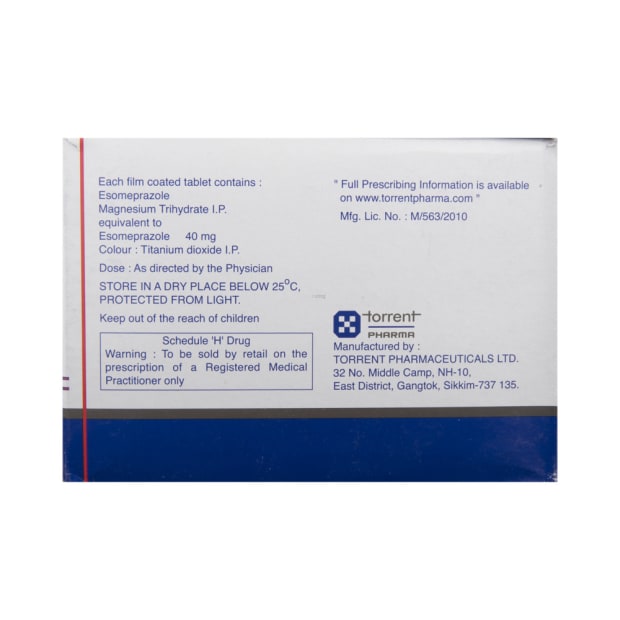 Each film coated tablet contains :
Esomeprazole
Magnesium Trihydrate I.P.
equivalent to
Esomeprazole 40 mg
Colour : Titanium dioxide I.P.
Dose : As directed by the Physician
STORE IN A DRY PLACE BELOW 25°C,
PROTECTED FROM LIGHT.
Keep out of the reach of children
Schedule 'H' Drug
Warning : To be sold by retail on the
prescription of a Registered Medical
Practitioner only
" Full Prescribing Information is available
on www.torrentpharma.com "
Mfg. Lic. No. : M/563/2010
torrent
PHARMA
Manufactured by :
TORRENT PHARMACEUTICALS LTD.
32 No. Middle Camp, NH-10,
East District, Gangtok, Sikkim-737 135.